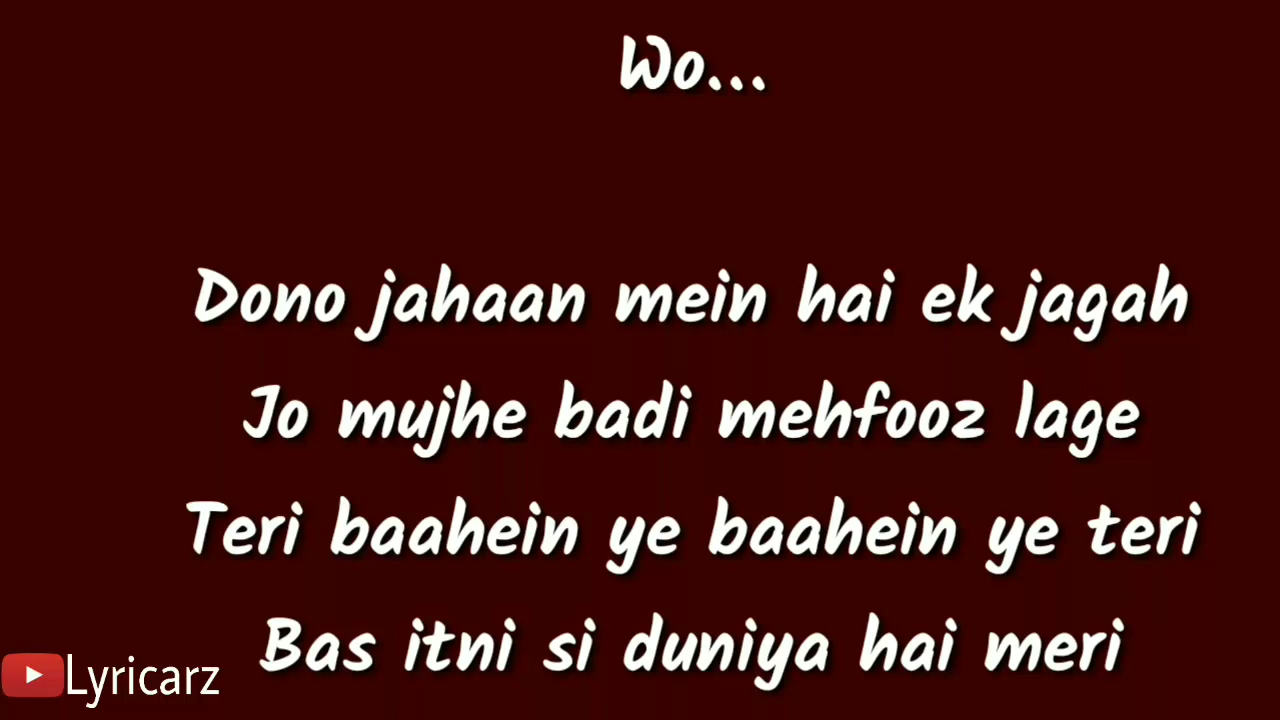 Wo...
Dono jahaan mein hai ek jagah
Jo mujhe badi mehfooz lage
Teri baahein ye baahein ye teri
Bas itni si duniya hai meri
Lyricarz